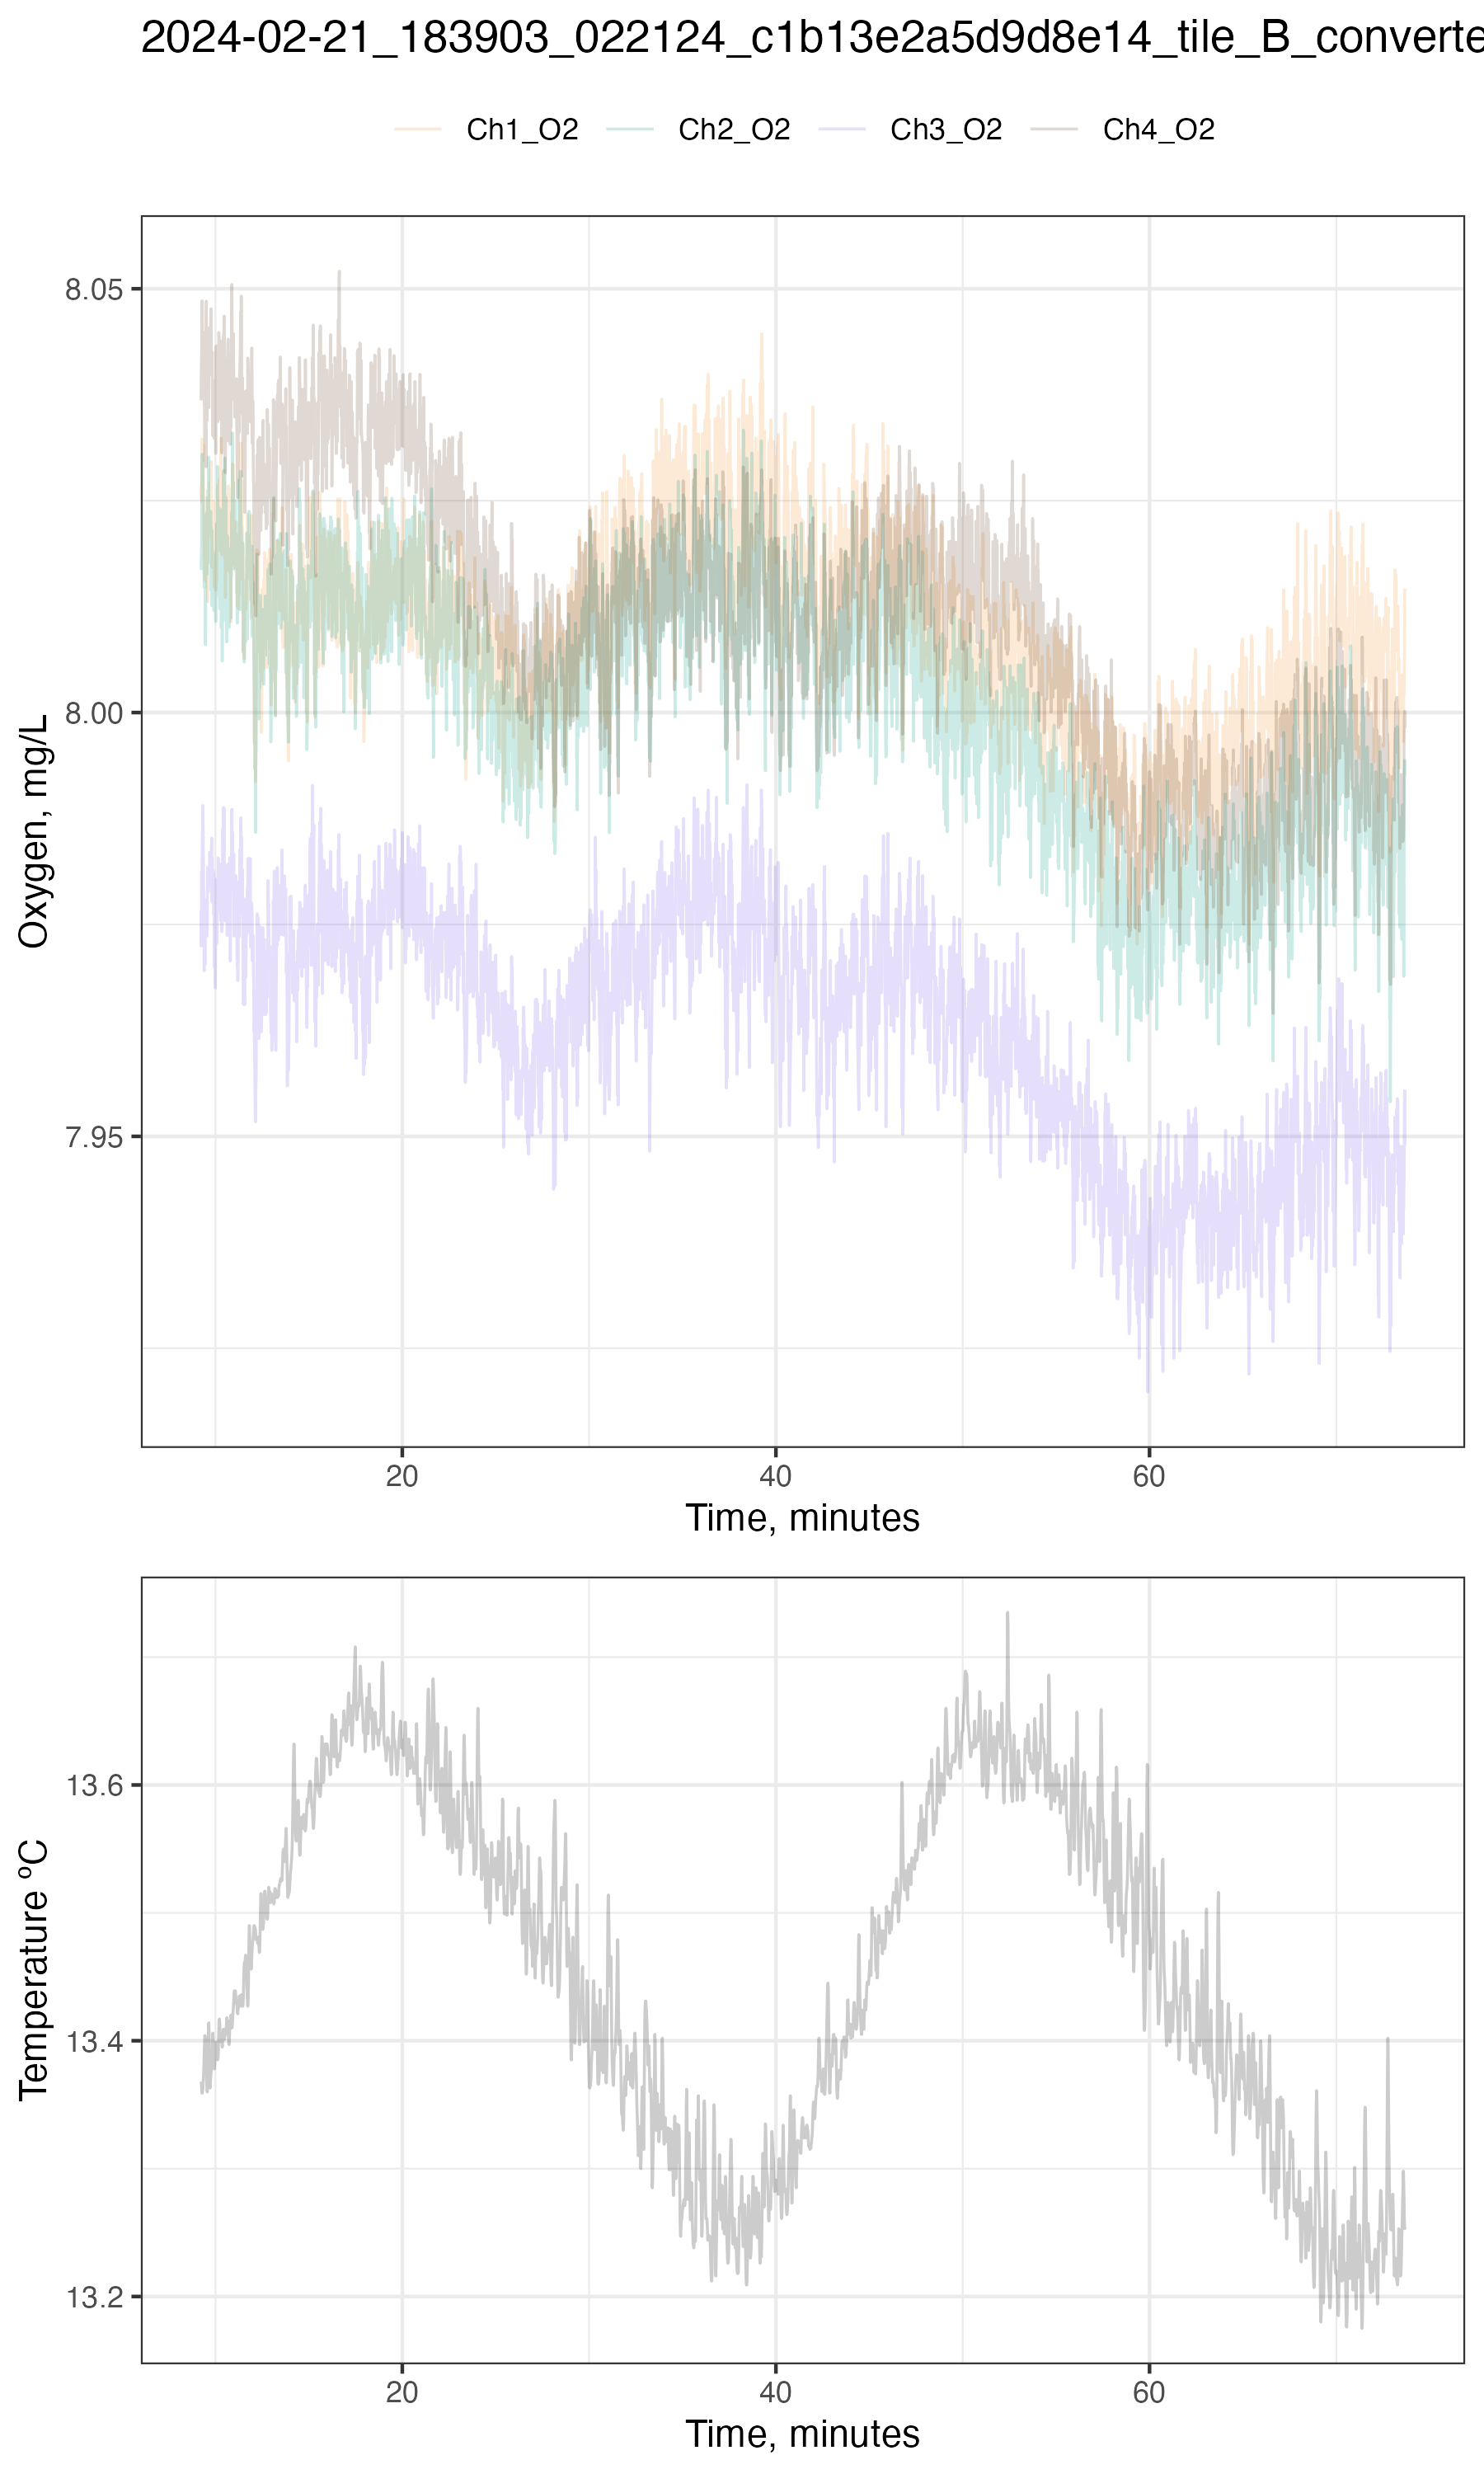 2024-02-21_183903_022124_c1b13e2a5d9d8e14_tile_B_converte
Ch1_O2 Ch2_O2 Ch3_O2 Ch4_O2
8.05
8.00
7.95
Oxygen, mg/L
20 40 60
Time, minutes
13.6
13.4
13.2
Temperature ºC
20 40 60
Time, minutes